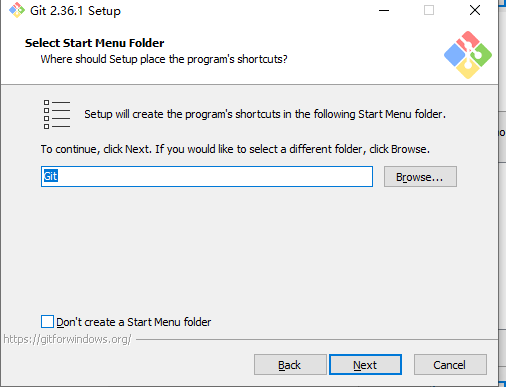 Git 2.36.1 Setup
Select Start Menu Folder
Where should Setup place the program's shortcuts?
Setup will create the program's shortcuts in the following Start Menu folder.
To continue, click Next. If you would like to select a different folder, click Browse.
Git
Browse...
Don't create a Start Menu folder
https://gitforwindows.org/
Back
Next
Cancel